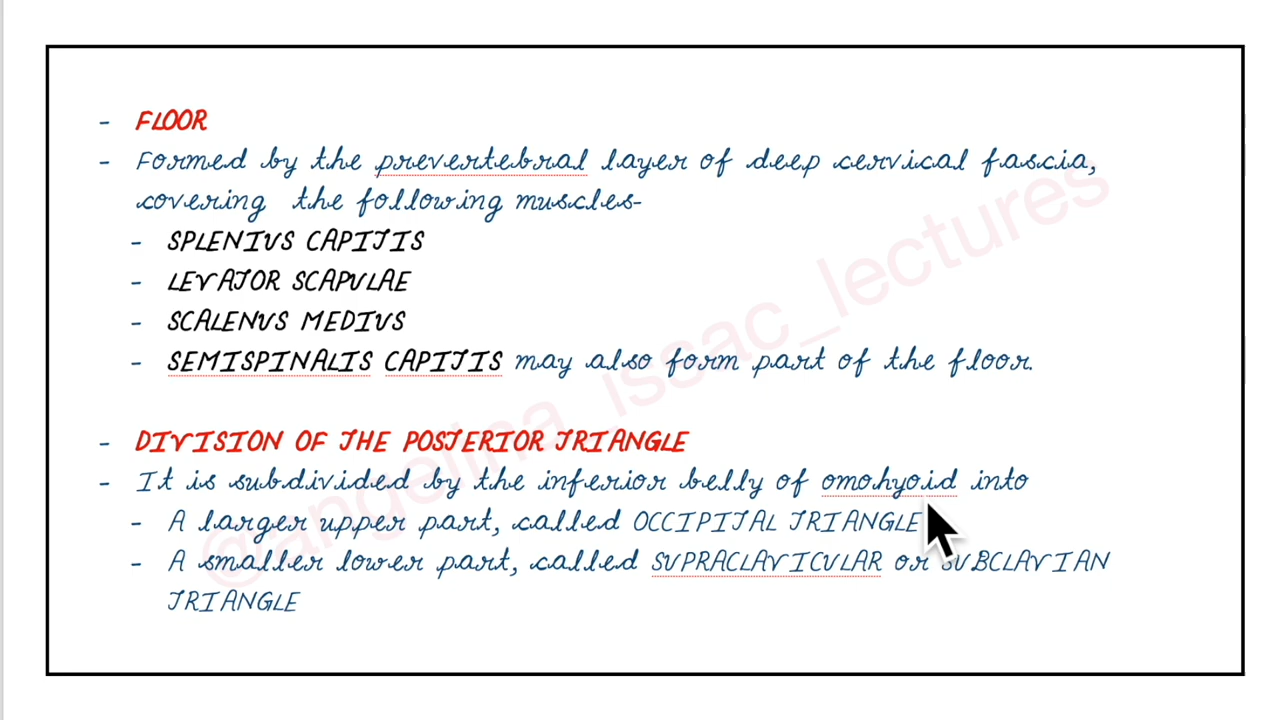 - FLOOR
- Formed by the prevertebral layer of deep cervical fascia,
covering the following muscles-
- SPLENIUS CAPITIS
- LEVATOR SCAPULAE
- SCALENUS MEDIUS
- SEMISPINALIS CAPITIS may also form part of the floor.
- DIVISION OF THE POSTERIOR TRIANGLE
- It is subdivided by the inferior belly of omohyoid into
- A larger upper part, called OCCIPITAL TRIANGLE
- A smaller lower part, called SUPRACLAVICULAR or SUBCLAVIAN
TRIANGLE
@angelina_issac_lectures